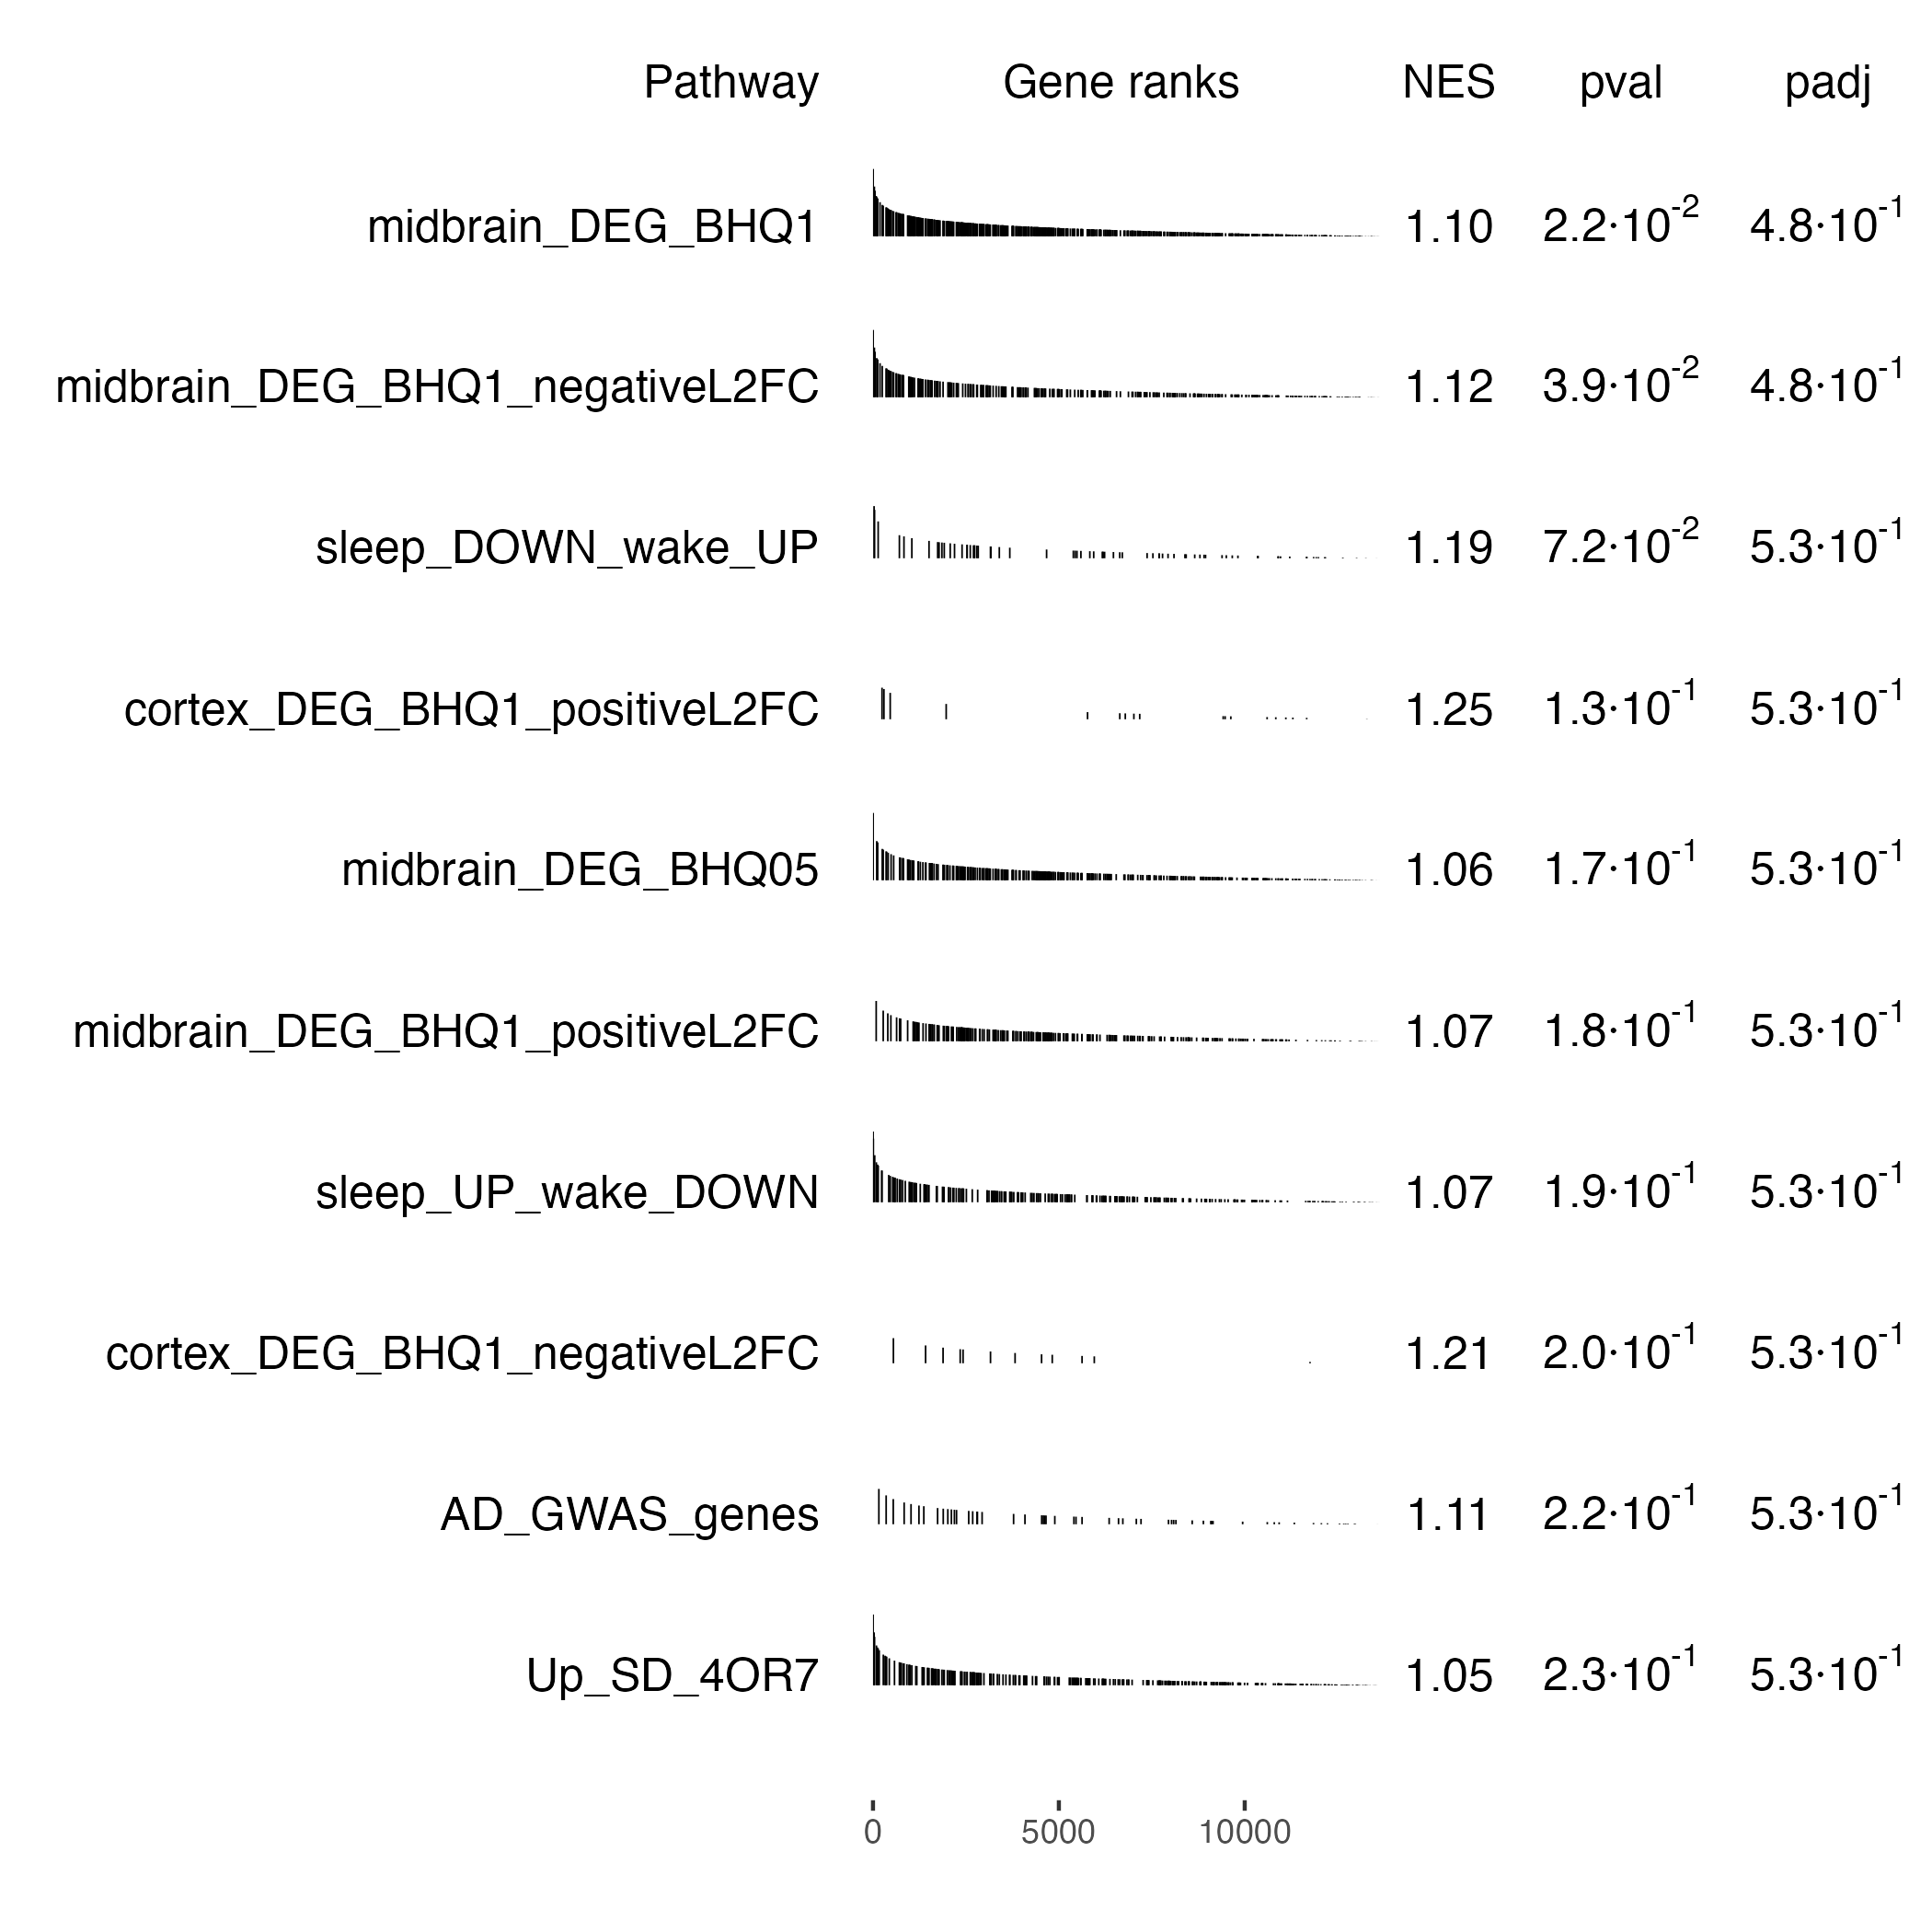 Pathway Gene ranks NES pval padj
midbrain_DEG_BHQ1 1.10 2.2·10⁻² 4.8·10⁻¹
midbrain_DEG_BHQ1_negativeL2FC 1.12 3.9·10⁻² 4.8·10⁻¹
sleep_DOWN_wake_UP 1.19 7.2·10⁻² 5.3·10⁻¹
cortex_DEG_BHQ1_positiveL2FC 1.25 1.3·10⁻¹ 5.3·10⁻¹
midbrain_DEG_BHQ05 1.06 1.7·10⁻¹ 5.3·10⁻¹
midbrain_DEG_BHQ1_positiveL2FC 1.07 1.8·10⁻¹ 5.3·10⁻¹
sleep_UP_wake_DOWN 1.07 1.9·10⁻¹ 5.3·10⁻¹
cortex_DEG_BHQ1_negativeL2FC 1.21 2.0·10⁻¹ 5.3·10⁻¹
AD_GWAS_genes 1.11 2.2·10⁻¹ 5.3·10⁻¹
Up_SD_4OR7 1.05 2.3·10⁻¹ 5.3·10⁻¹
0 5000 10000